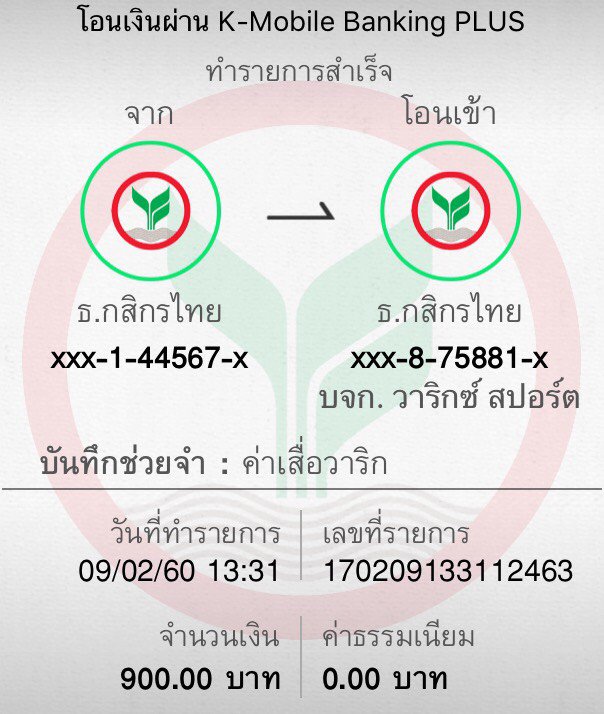 โอนเงินผ่าน K-Mobile Banking PLUS
ทำรายการสำเร็จ
จาก
โอนเข้า
ธ.กสิกรไทย
ธ.กสิกรไทย
xxx-1-44567-x
xxx-8-75881-x
บจก. วาริกซ์ สปอร์ต
บันทึกช่วยจำ : ค่าเสื่อวาริก
วันที่ทำรายการ
เลขที่รายการ
09/02/60 13:31
170209133112463
จำนวนเงิน
ค่าธรรมเนียม
900.00 บาท
0.00 บาท